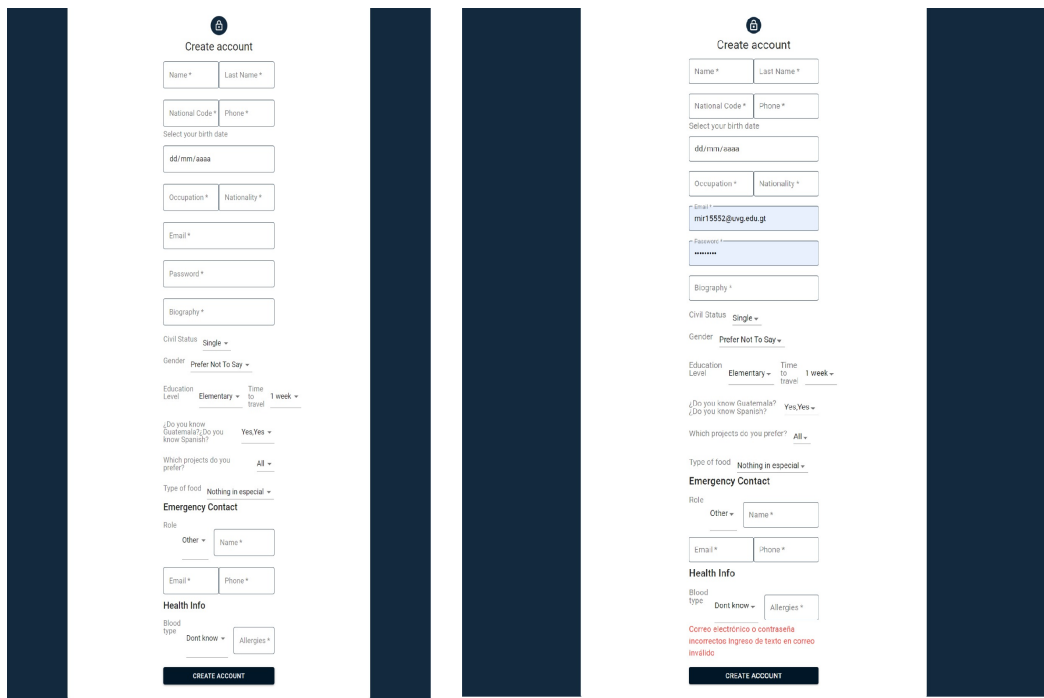 Create account
Name * Last Name *
National Code * Phone *
Select your birth date
dd/mm/aaaa
Occupation * Nationality *
Email *
Password *
Biography *
Civil Status Single
Gender Prefer Not To Say
Education Level Elementary Time to travel 1 week
¿Do you know
Guatemala?¿Do you
know Spanish? Yes,Yes
Which projects do you
prefer? All
Type of food Nothing in especial
Emergency Contact
Role
Other Name *
Email * Phone *
Health Info
Blood
type Dont know Allergies *
CREATE ACCOUNT
Create account
Name * Last Name *
National Code * Phone *
Select your birth date
dd/mm/aaaa
Occupation * Nationality *
Email *
mir15552@uvg.edu.gt
Password *
•••••••••
Biography *
Civil Status Single
Gender Prefer Not To Say
Education Level Elementary Time to travel 1 week
¿Do you know Guatemala?
¿Do you know Spanish? Yes,Yes
Which projects do you prefer? All
Type of food Nothing in especial
Emergency Contact
Role
Other Name *
Email * Phone *
Health Info
Blood
type Dont know Allergies *
Correo electrónico o contraseña
incorrectos Ingreso de texto en correo
inválido
CREATE ACCOUNT